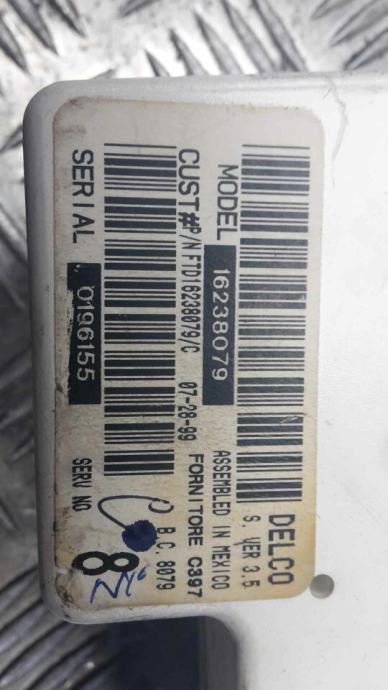 DELCO
S. VER 3.5
MODEL 16238079
ASSEMBLED IN MEXICO
FORNITORE C397
CUST# P/N FTD16238079/C 07-28-99
B.C. 8079
SERIAL 0196155
SERI NO
8